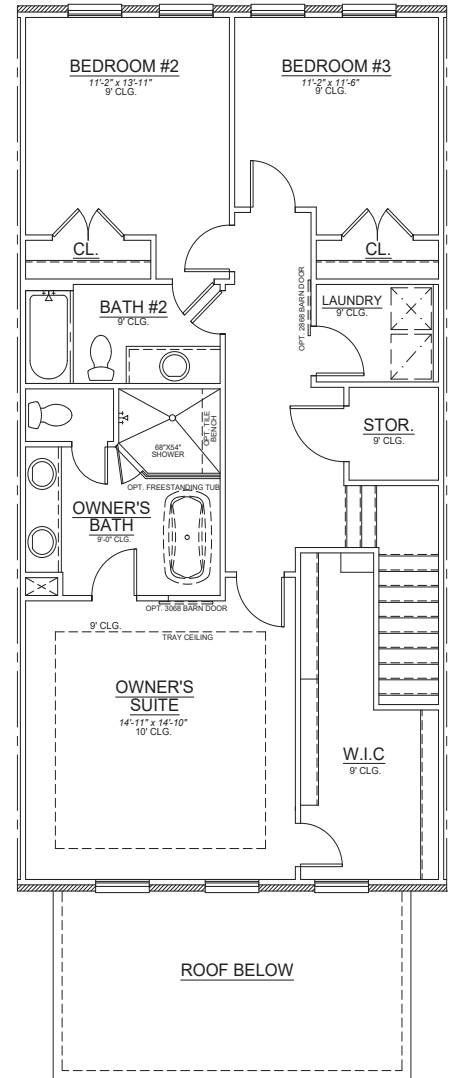 BEDROOM #2
11'-2" x 13'-11"
9' CLG.
BEDROOM #3
11'-2" x 11'-6"
9' CLG.
CL.
CL.
OPT. 2868 BARN DOOR
BATH #2
9' CLG.
LAUNDRY
9' CLG.
STOR.
9' CLG.
OPT. TILE
BENCH
68"X54"
SHOWER
OPT. FREESTANDING TUB
OWNER'S
BATH
9'-0" CLG.
OPT. 3068 BARN DOOR
9' CLG.
TRAY CEILING
OWNER'S
SUITE
14'-11" x 14'-10"
10' CLG.
W.I.C
9' CLG.
ROOF BELOW